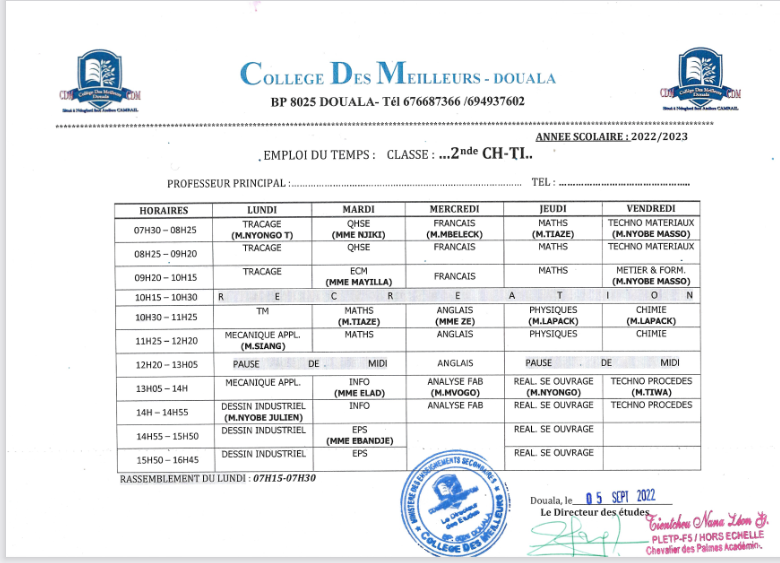 COLLEGE DES MEILLEURS - DOUALA
BP 8025 DOUALA- Tél 676687366 /694937602
ANNEE SCOLAIRE : 2022/2023
EMPLOI DU TEMPS : CLASSE : ...2nde CH-TI..
PROFESSEUR PRINCIPAL : TEL :
HORAIRES LUNDI MARDI MERCREDI JEUDI VENDREDI
07H30 – 08H25 TRACAGE (M.NYONGO T) QHSE (MME NJIKI) FRANCAIS (M.MBELECK) MATHS (M.TIAZE) TECHNO MATERIAUX (M.NYOBE MASSO)
08H25 – 09H20 TRACAGE QHSE FRANCAIS MATHS TECHNO MATERIAUX
09H20 – 10H15 TRACAGE ECM (MME MAYILLA) FRANCAIS MATHS METIER & FORM. (M.NYOBE MASSO)
10H15 – 10H30 R E C R E A T I O N
10H30 – 11H25 TM MATHS (M.TIAZE) ANGLAIS (MME ZE) PHYSIQUES (M.LAPACK) CHIMIE (M.LAPACK)
11H25 – 12H20 MECANIQUE APPL. (M.SIANG) MATHS ANGLAIS PHYSIQUES CHIMIE
12H20 – 13H05 PAUSE DE . MIDI ANGLAIS PAUSE DE MIDI
13H05 – 14H MECANIQUE APPL. INFO (MME ELAD) ANALYSE FAB (M.MVOGO) REAL. SE OUVRAGE (M.NYONGO) TECHNO PROCEDES (M.TIWA)
14H – 14H55 DESSIN INDUSTRIEL (M.NYOBE JULIEN) INFO ANALYSE FAB REAL. SE OUVRAGE TECHNO PROCEDES
14H55 – 15H50 DESSIN INDUSTRIEL EPS (MME EBANDJE) REAL. SE OUVRAGE
15H50 – 16H45 DESSIN INDUSTRIEL EPS REAL. SE OUVRAGE
RASSEMBLEMENT DU LUNDI : 07H15-07H30
MINISTERE DES ENSEIGNEMENTS SECONDAIRES
Le Directeur
des Etudes
BP. 8025 DOUALA
COLLEGE DES MEILLEURS
Douala, le 05 SEPT 2022
Le Directeur des études
Tientcheu Nana Léon B.
PLETP-F5 / HORS ECHELLE
Chevalier des Palmes Académiq.